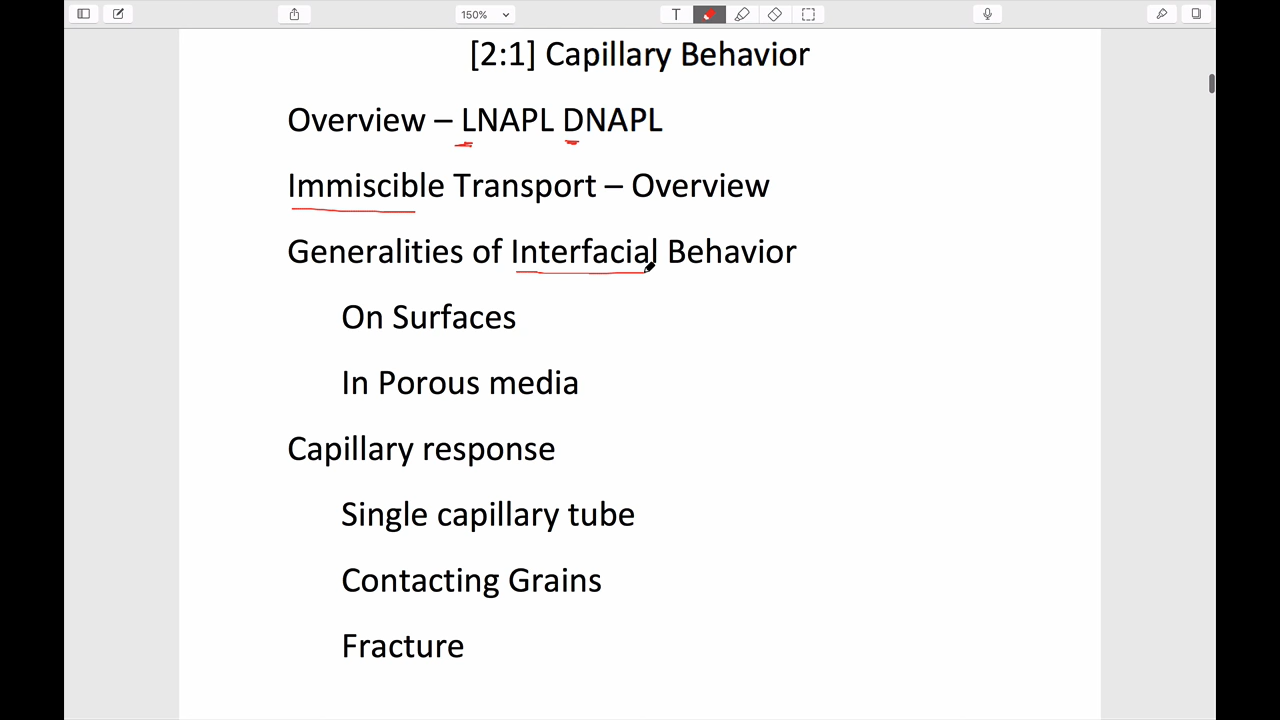 150%
T
[2:1] Capillary Behavior
Overview – LNAPL DNAPL
Immiscible Transport – Overview
Generalities of Interfacial Behavior
On Surfaces
In Porous media
Capillary response
Single capillary tube
Contacting Grains
Fracture